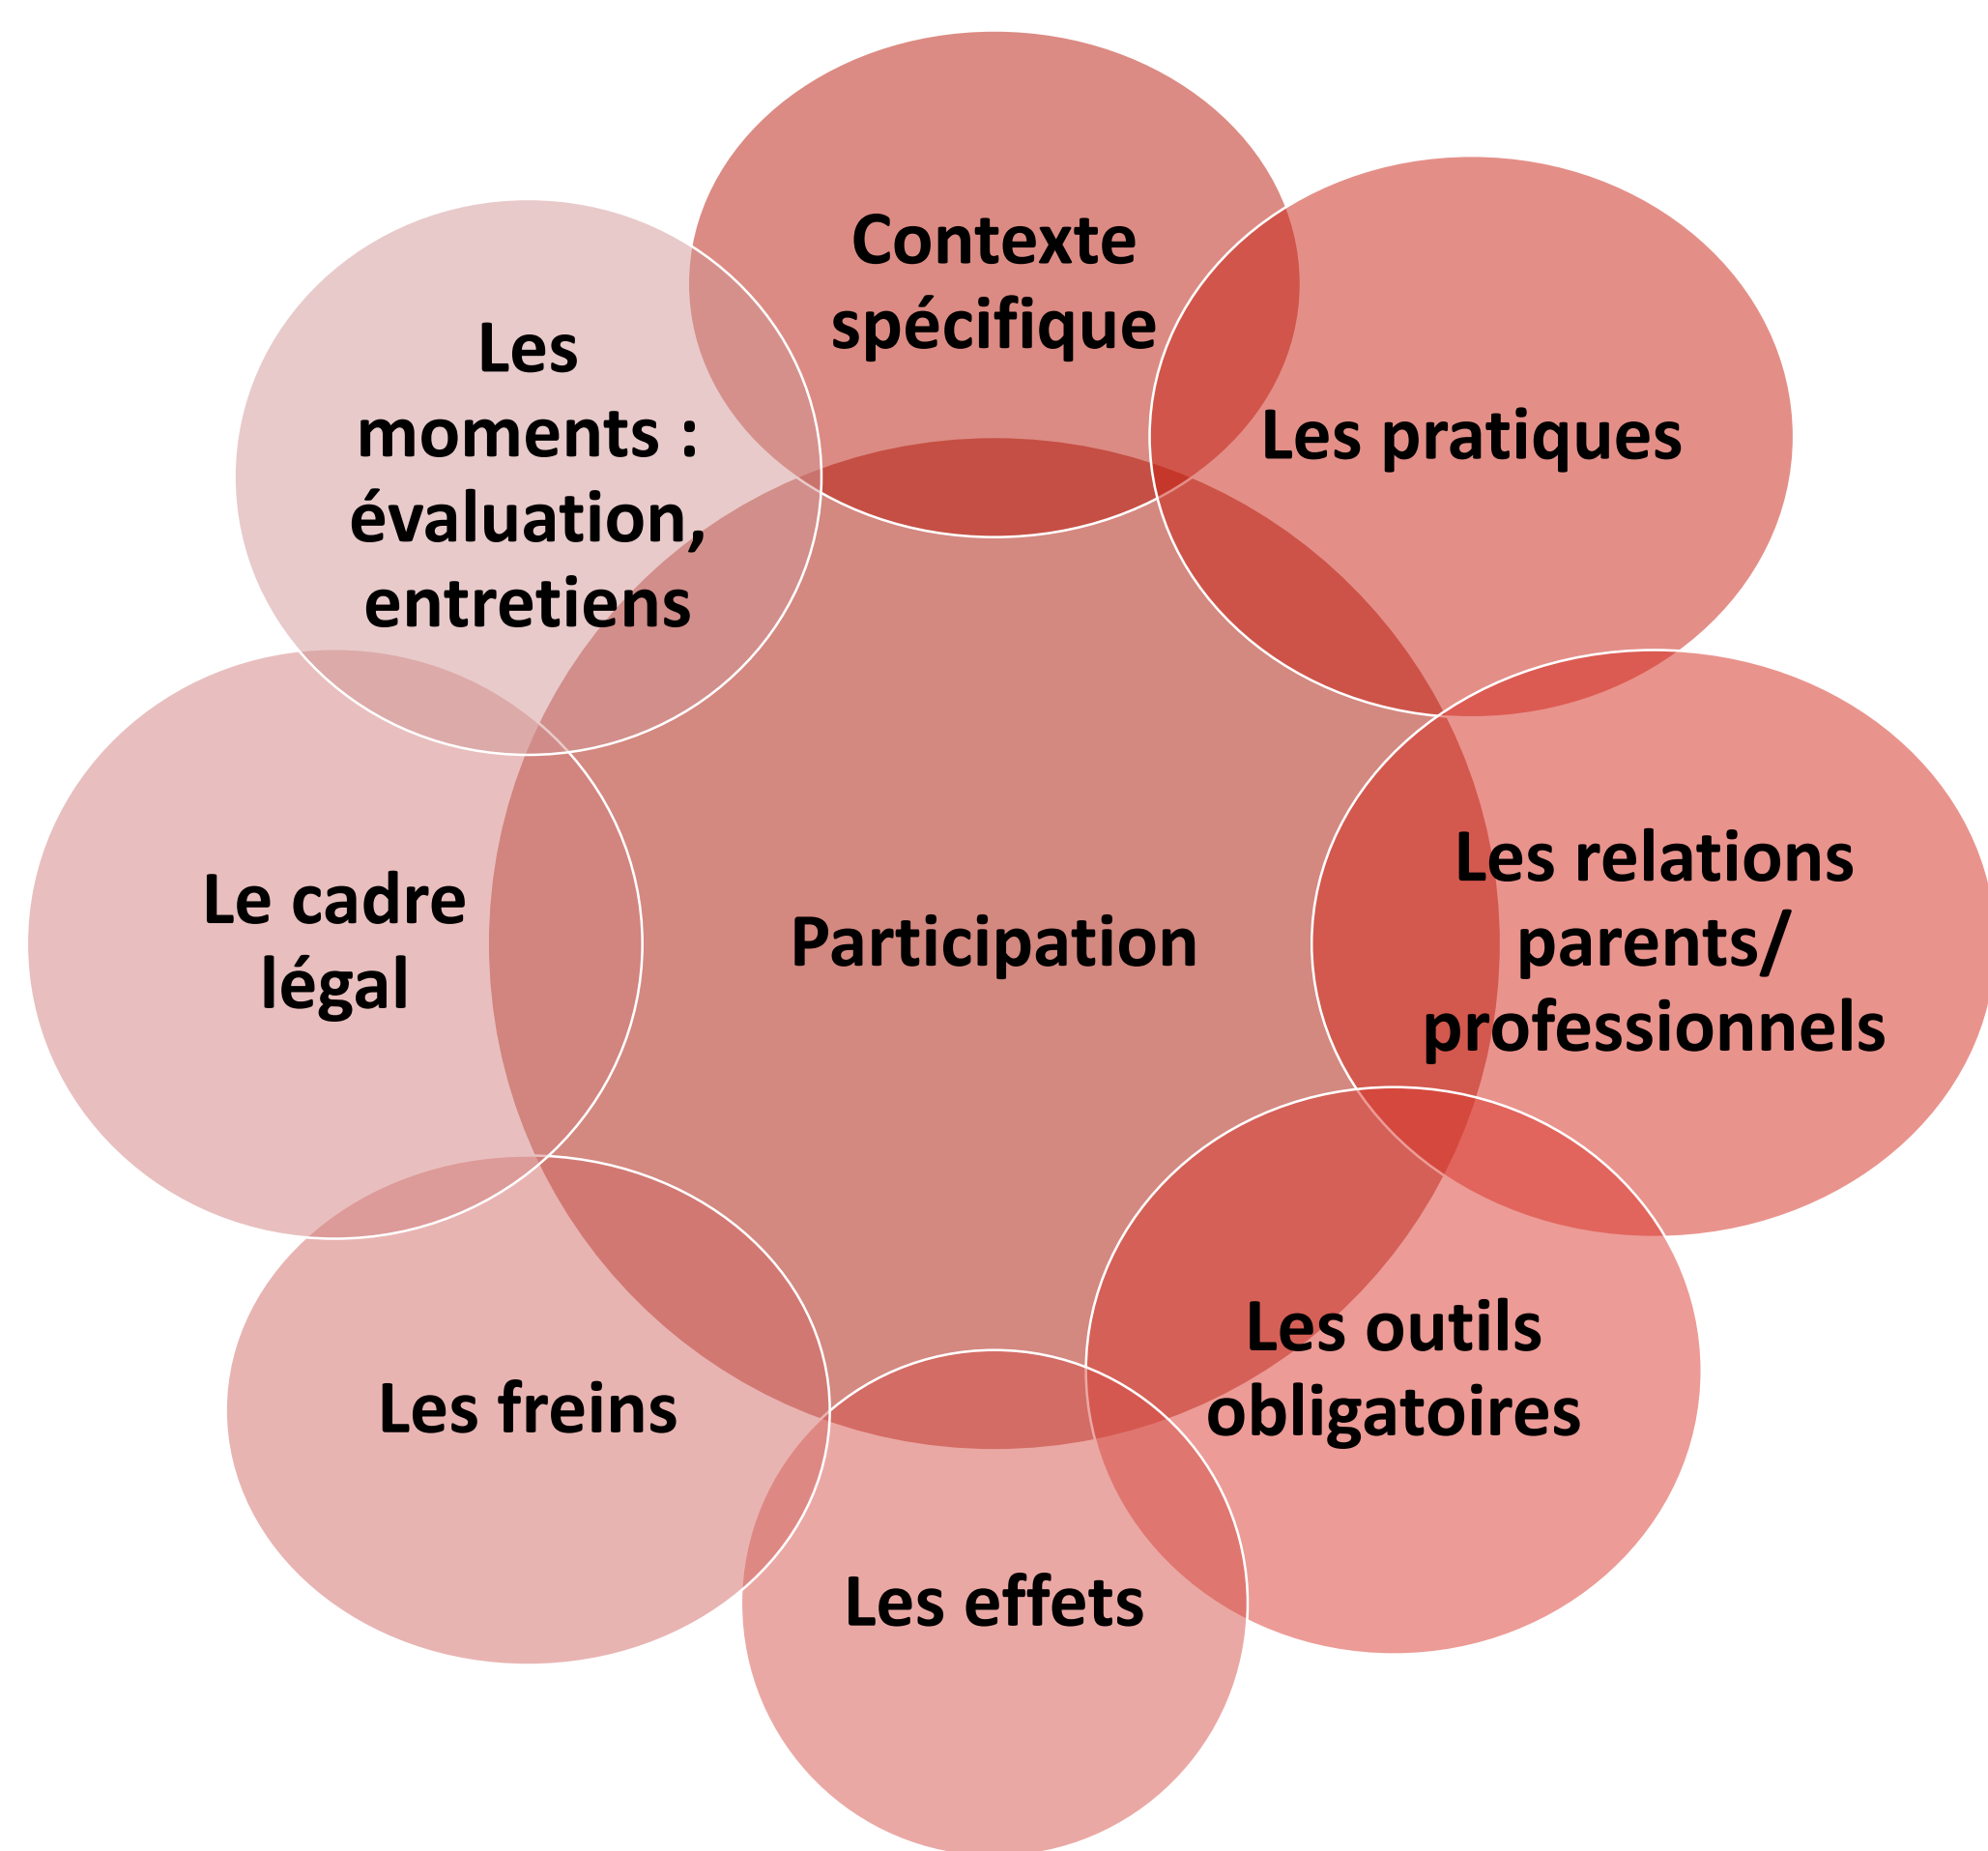 Contexte
spécifique
Les pratiques
Les relations
parents/
professionnels
Les outils
obligatoires
Les effets
Les freins
Le cadre
légal
Les
moments :
évaluation,
entretiens
Participation